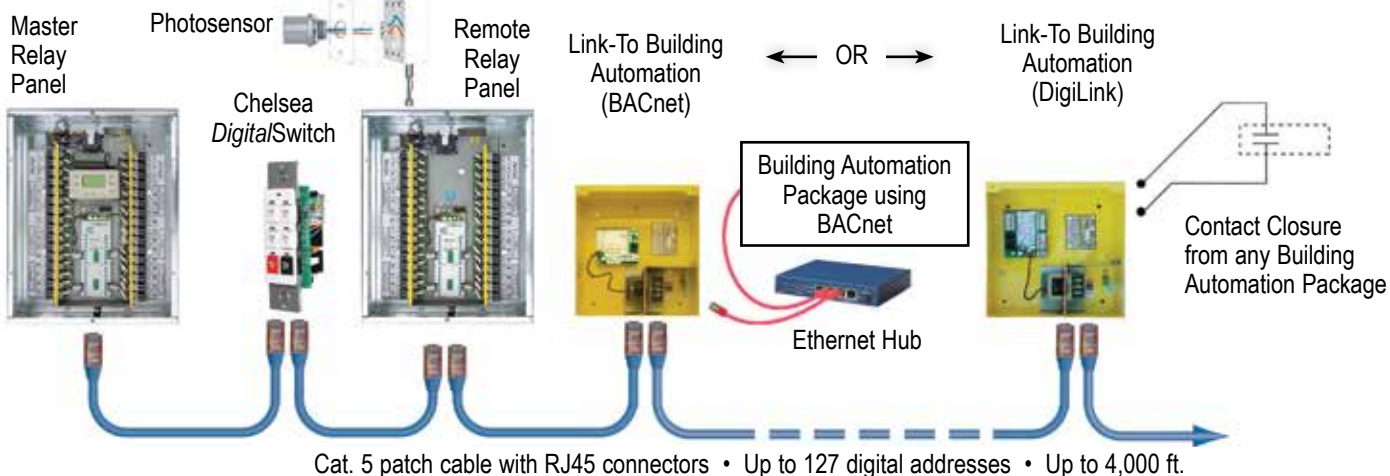 Master
Relay
Panel
Photosensor
Chelsea
DigitalSwitch
Remote
Relay
Panel
Link-To Building
Automation
(BACnet)
OR
Link-To Building
Automation
(DigiLink)
Building Automation
Package using
BACnet
Ethernet Hub
Contact Closure
from any Building
Automation Package
Cat. 5 patch cable with RJ45 connectors • Up to 127 digital addresses • Up to 4,000 ft.